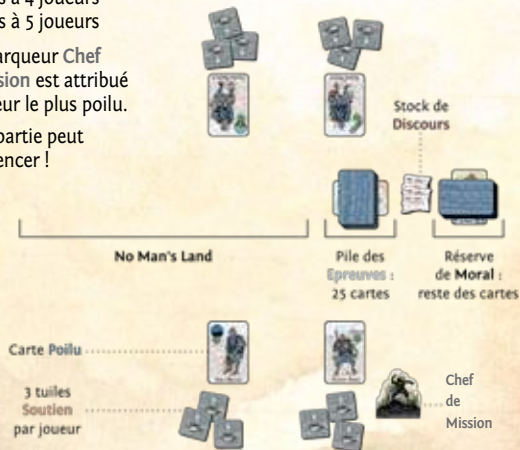 s à 4 joueurs
s à 5 joueurs
arqueur Chef
ssion est attribué
eur le plus poilu.
partie peut
encer !
Stock de
Discours
No Man's Land
Pile des
Epreuves :
25 cartes
Réserve
de Moral :
reste des cartes
Carte Poilu
3 tuiles
Soutien
par joueur
Chef
de
Mission